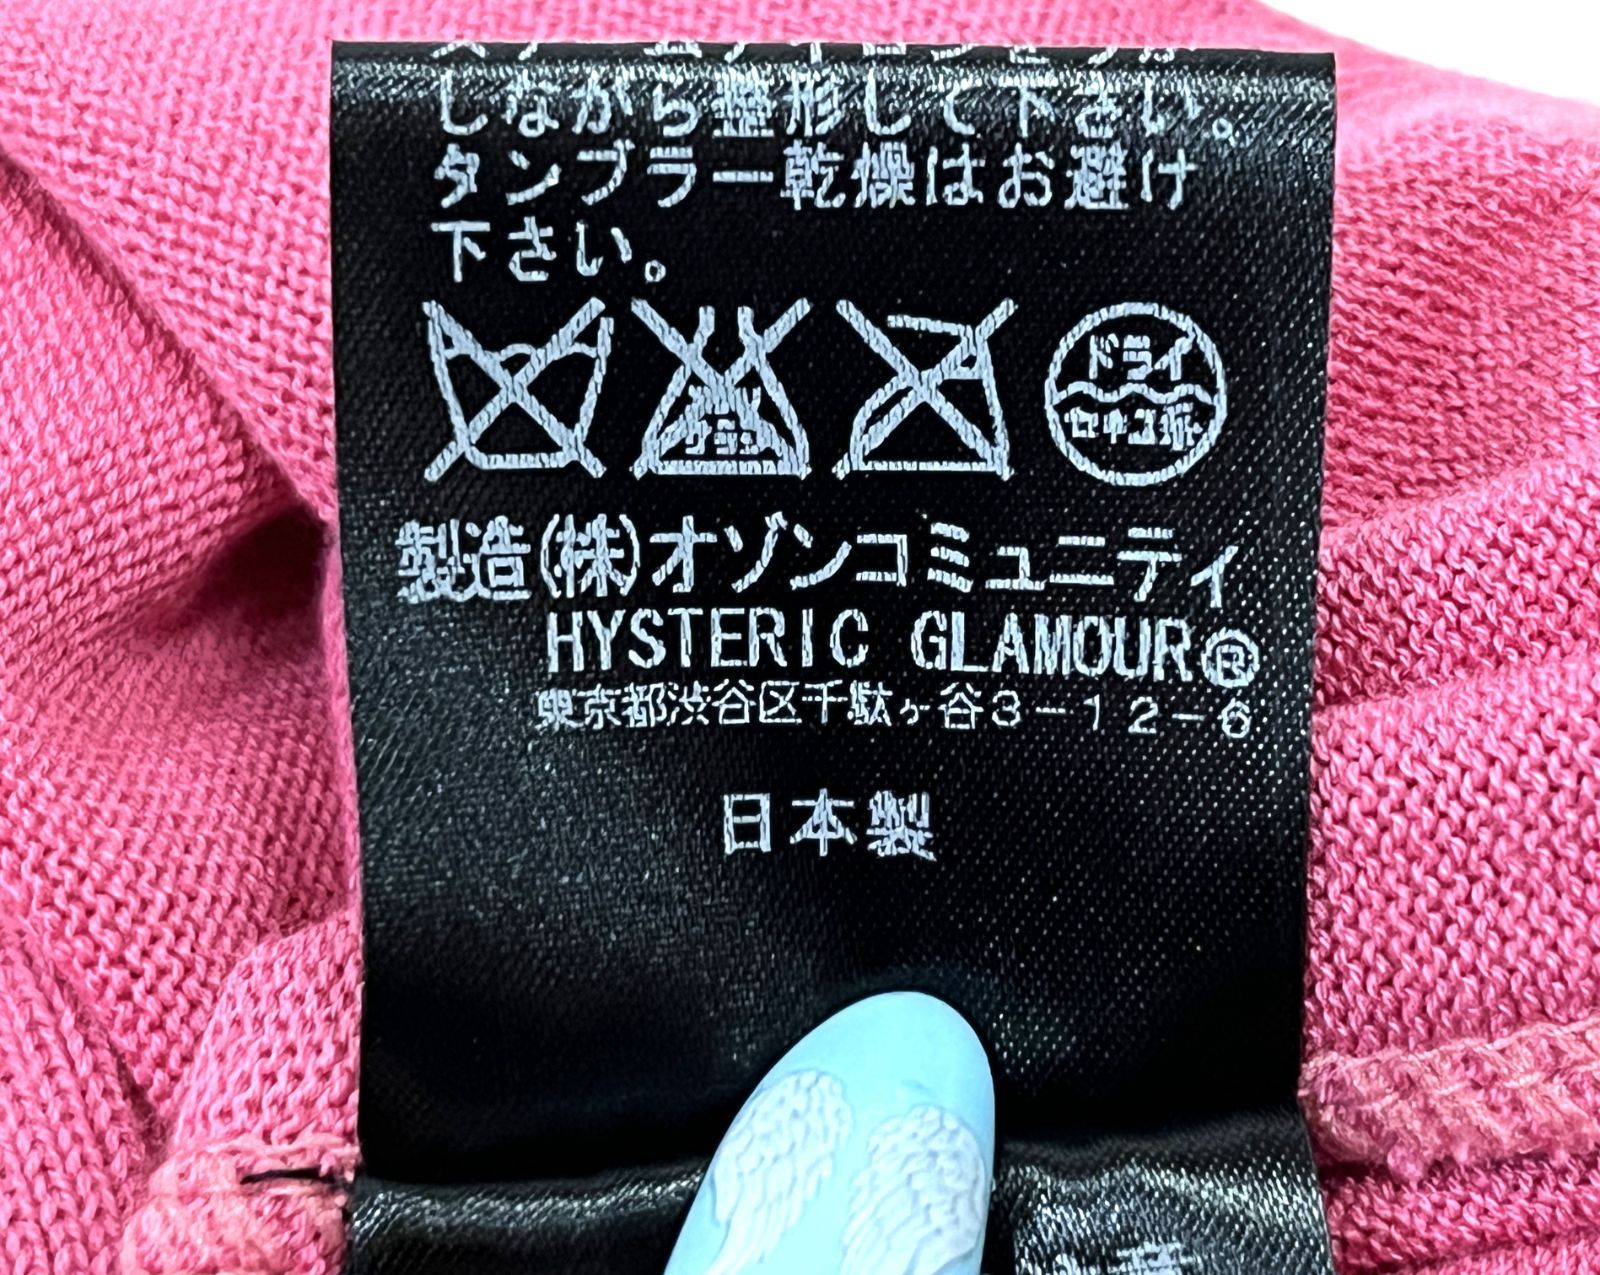 しながら整形して下さい。
タンブラー乾燥はお避け
下さい。
ドライ
セキユ系
製造(株)オゾンコミュニティ
HYSTERIC GLAMOUR®
東京都渋谷区千駄ヶ谷3-12-6
日本製